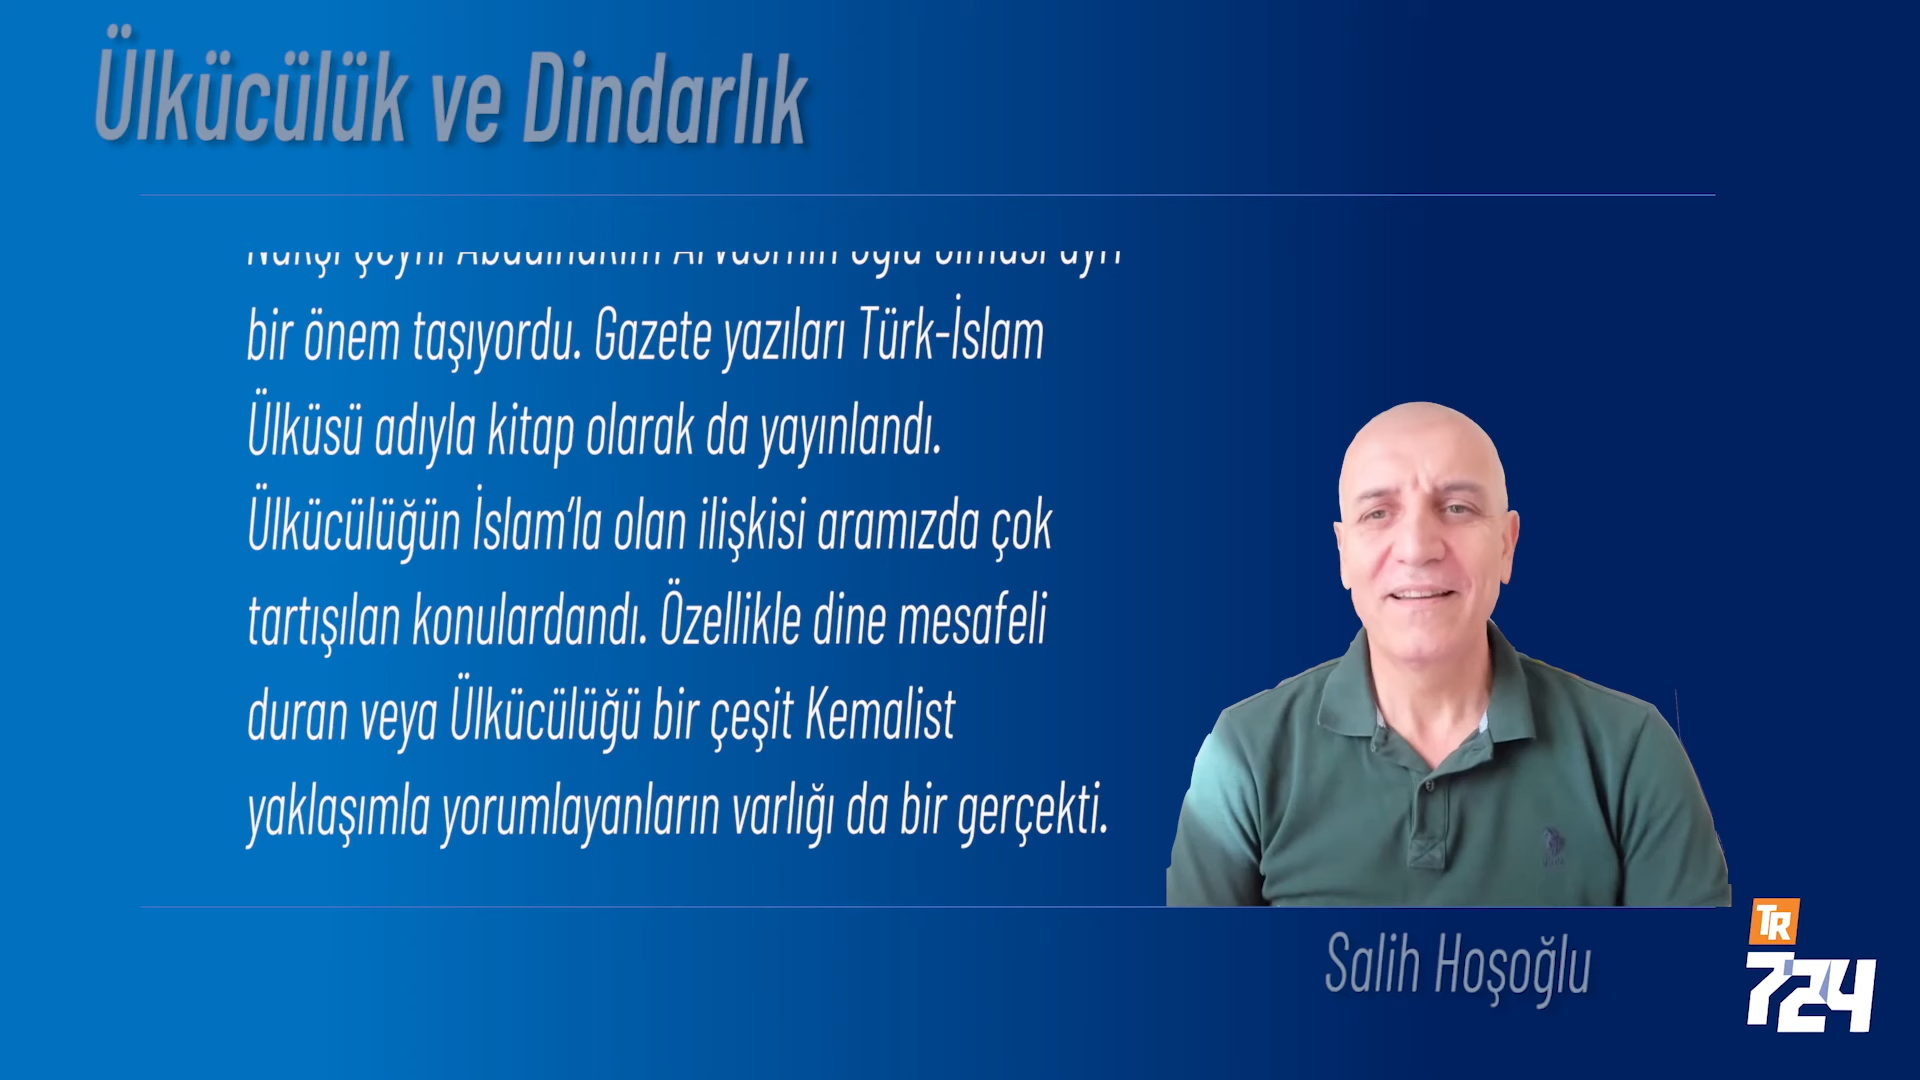 Ülkücülük ve Dindarlık
bir önem taşıyordu. Gazete yazıları Türk-İslam
Ülküsü adıyla kitap olarak da yayınlandı.
Ülkücülüğün İslam’la olan ilişkisi aramızda çok
tartışılan konulardandı. Özellikle dine mesafeli
duran veya Ülkücülüğü bir çeşit Kemalist
yaklaşımla yorumlayanların varlığı da bir gerçekti.
Salih Hoşoğlu
TR
724